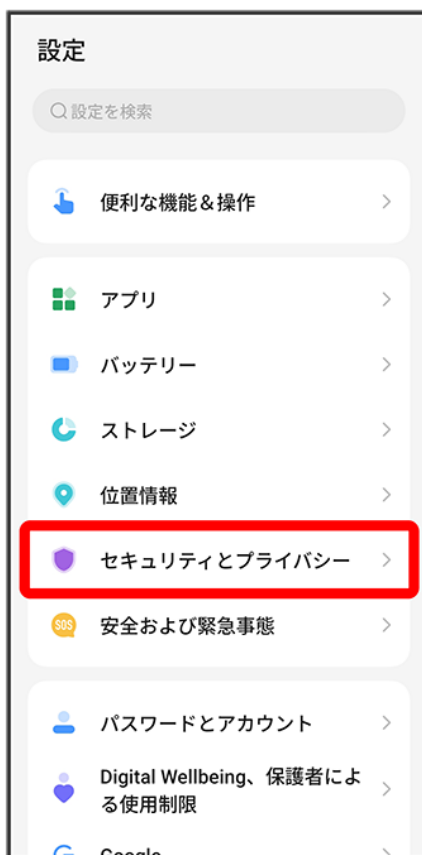 設定
設定を検索
便利な機能＆操作
アプリ
バッテリー
ストレージ
位置情報
セキュリティとプライバシー
SOS
安全および緊急事態
パスワードとアカウント
Digital Wellbeing、保護者によ
る使用制限
Google